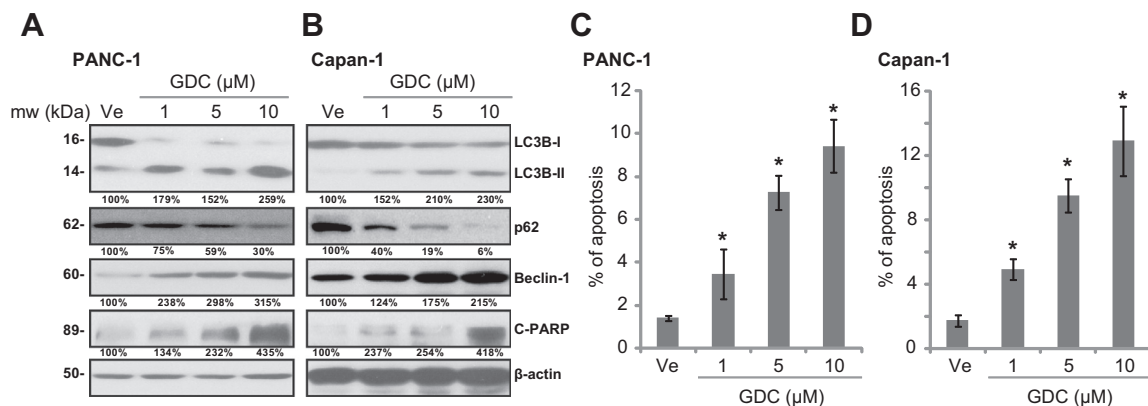 A
PANC-1
GDC (µM)
mw (kDa) Ve 1 5 10
16-
14-
100% 179% 152% 259%
62-
100% 75% 59% 30%
60-
100% 238% 298% 315%
89-
100% 134% 232% 435%
50-
B
Capan-1
GDC (µM)
Ve 1 5 10
LC3B-I
LC3B-II
100% 152% 210% 230%
p62
100% 40% 19% 6%
Beclin-1
100% 124% 175% 215%
C-PARP
100% 237% 254% 418%
β-actin
C
PANC-1
% of apoptosis
12
10
8
6
4
2
0
*
*
*
Ve 1 5 10
GDC (µM)
D
Capan-1
% of apoptosis
16
12
8
4
0
*
*
*
Ve 1 5 10
GDC (µM)